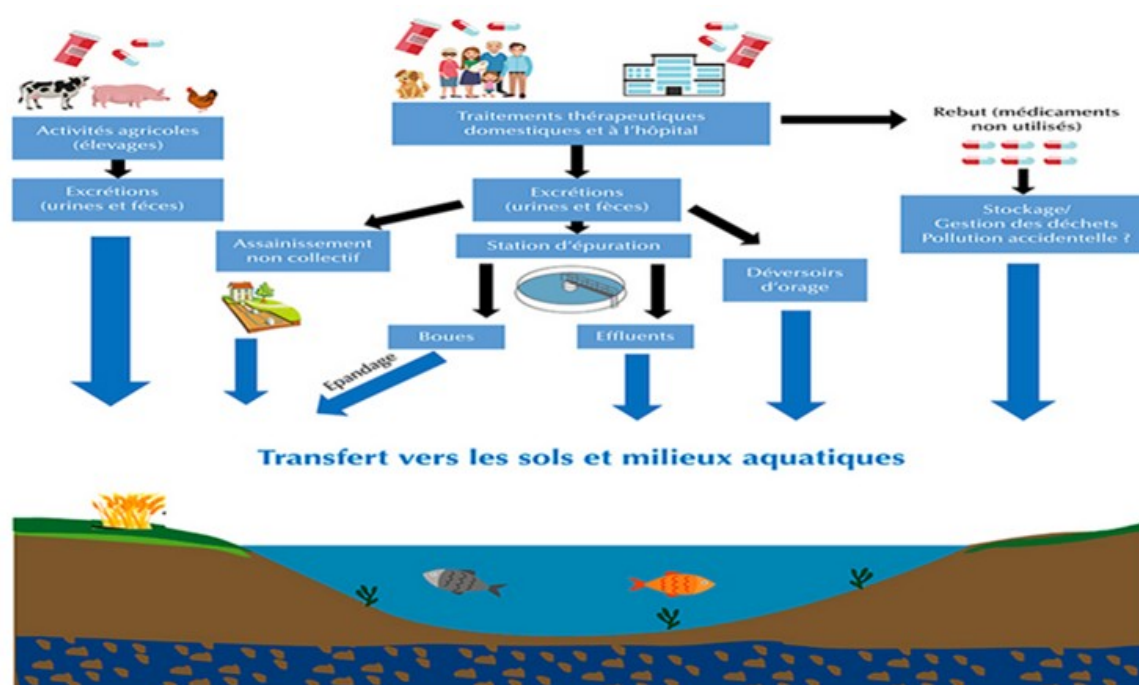 Activités agricoles
(élevages)
Excrétions
(urines et féces)
Traitements thérapeutiques
domestiques et à l'hôpital
Rebut (médicaments
non utilisés)
Excrétions
(urines et fèces)
Stockage/
Gestion des déchets
Pollution accidentelle ?
Assainissement
non collectif
Station d'épuration
Déversoirs
d'orage
Boues
Effluents
Epandage
Transfert vers les sols et milieux aquatiques